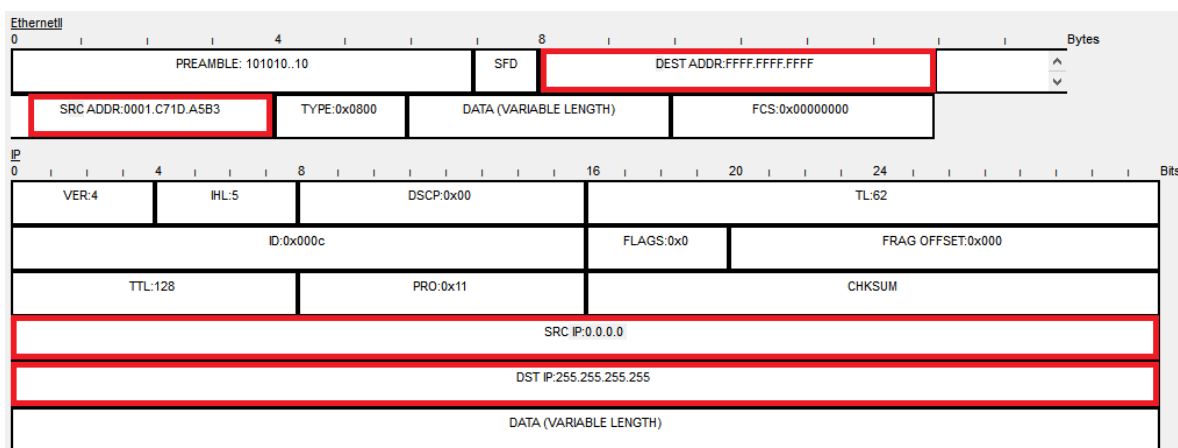 EthernetII
0 4 8 Bytes
PREAMBLE: 101010..10 SFD DEST ADDR:FFFF.FFFF.FFFF
SRC ADDR:0001.C71D.A5B3 TYPE:0x0800 DATA (VARIABLE LENGTH) FCS:0x00000000
IP
0 4 8 16 20 24 Bits
VER:4 IHL:5 DSCP:0x00 TL:62
ID:0x000c FLAGS:0x0 FRAG OFFSET:0x000
TTL:128 PRO:0x11 CHKSUM
SRC IP:0.0.0.0
DST IP:255.255.255.255
DATA (VARIABLE LENGTH)